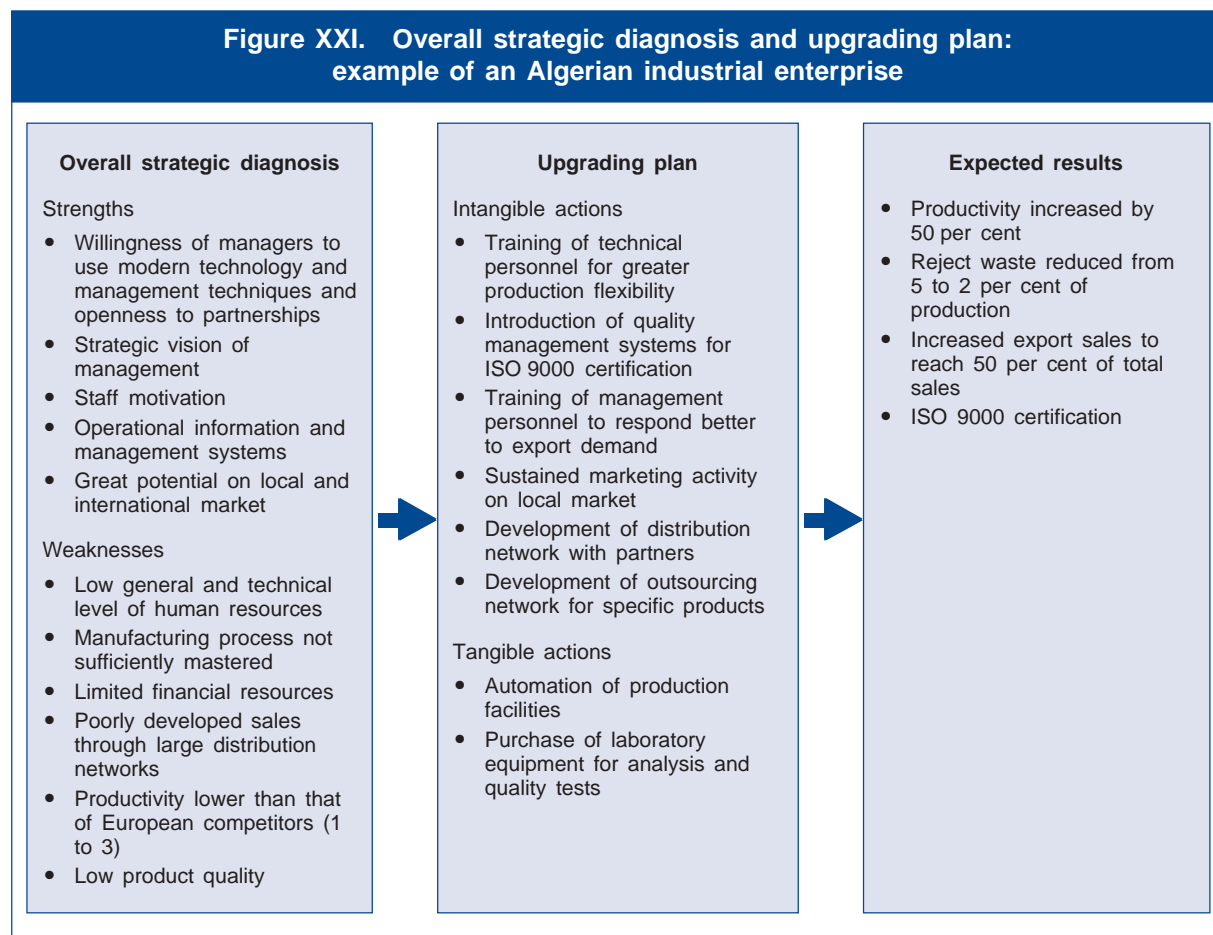 Figure XXI. Overall strategic diagnosis and upgrading plan:
example of an Algerian industrial enterprise
Overall strategic diagnosis
Strengths
• Willingness of managers to
use modern technology and
management techniques and
openness to partnerships
• Strategic vision of
management
• Staff motivation
• Operational information and
management systems
• Great potential on local and
international market
Weaknesses
• Low general and technical
level of human resources
• Manufacturing process not
sufficiently mastered
• Limited financial resources
• Poorly developed sales
through large distribution
networks
• Productivity lower than that
of European competitors (1
to 3)
• Low product quality
Upgrading plan
Intangible actions
• Training of technical
personnel for greater
production flexibility
• Introduction of quality
management systems for
ISO 9000 certification
• Training of management
personnel to respond better
to export demand
• Sustained marketing activity
on local market
• Development of distribution
network with partners
• Development of outsourcing
network for specific products
Tangible actions
• Automation of production
facilities
• Purchase of laboratory
equipment for analysis and
quality tests
Expected results
• Productivity increased by
50 per cent
• Reject waste reduced from
5 to 2 per cent of
production
• Increased export sales to
reach 50 per cent of total
sales
• ISO 9000 certification